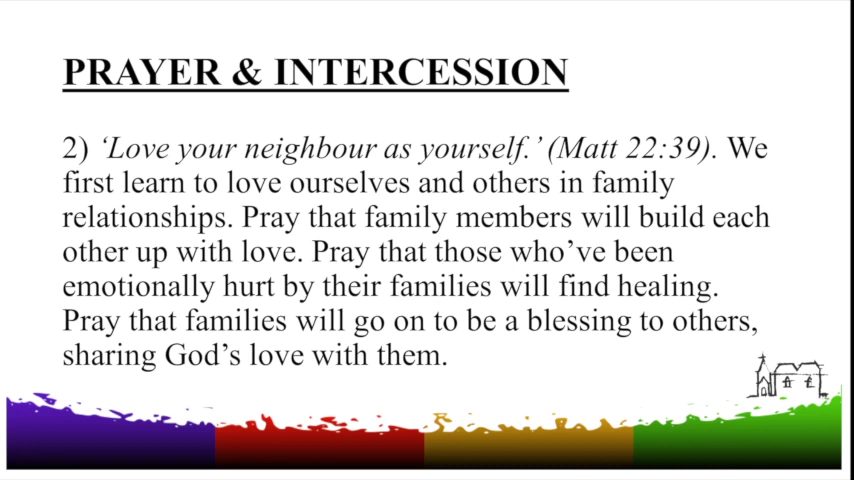 PRAYER & INTERCESSION
2) ‘Love your neighbour as yourself.’ (Matt 22:39). We
first learn to love ourselves and others in family
relationships. Pray that family members will build each
other up with love. Pray that those who’ve been
emotionally hurt by their families will find healing.
Pray that families will go on to be a blessing to others,
sharing God’s love with them.